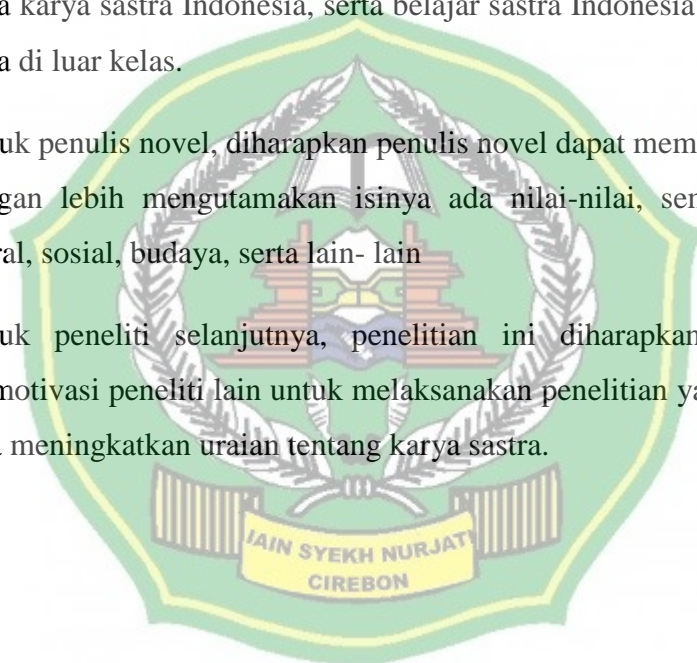 a karya sastra Indonesia, serta belajar sastra Indonesia
a di luar kelas.
uk penulis novel, diharapkan penulis novel dapat mem
gan lebih mengutamakan isinya ada nilai-nilai, ser
ral, sosial, budaya, serta lain- lain
uk peneliti selanjutnya, penelitian ini diharapkan
motivasi peneliti lain untuk melaksanakan penelitian ya
a meningkatkan uraian tentang karya sastra.
IAIN SYEKH NURJATI
CIREBON